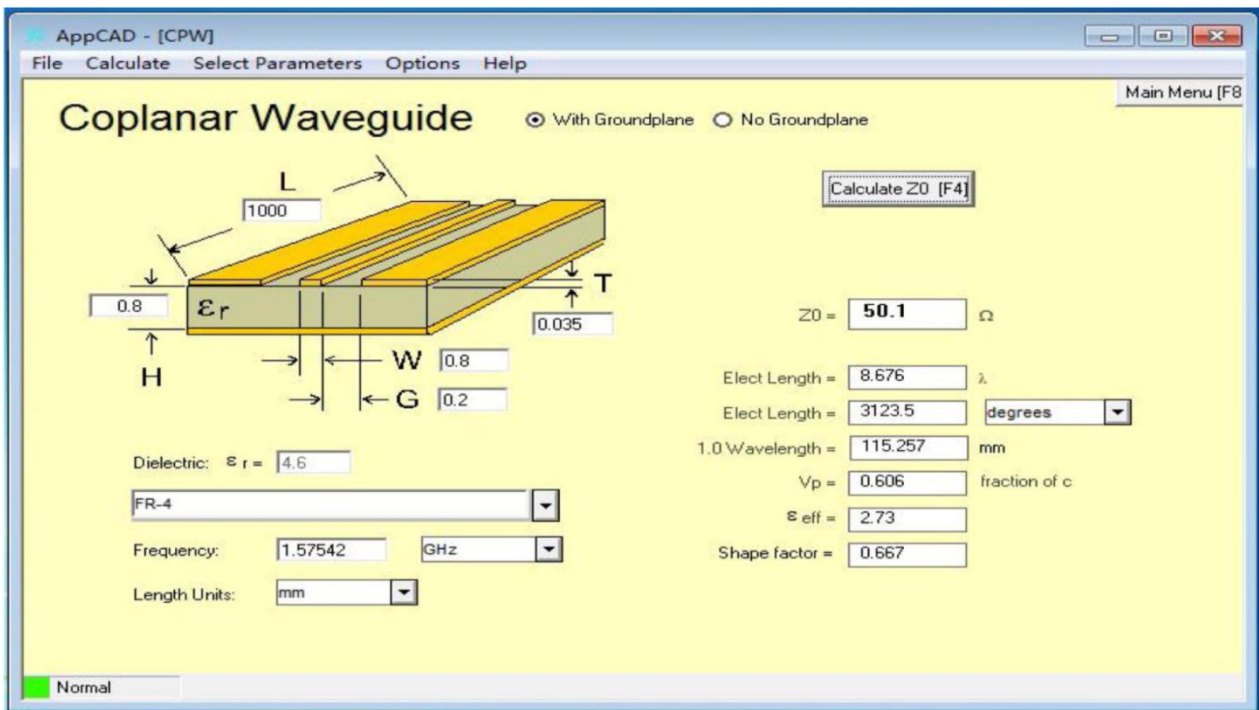 AppCAD - [CPW]
File Calculate Select Parameters Options Help
Main Menu [F8
Coplanar Waveguide
With Groundplane No Groundplane
Calculate Z0 [F4]
L
1000
T
0.8
εr
0.035
H
W 0.8
G 0.2
Z0 = 50.1 Ω
Elect Length = 8.676 λ
Elect Length = 3123.5 degrees
1.0 Wavelength = 115.257 mm
Vp = 0.606 fraction of c
ε eff = 2.73
Shape factor = 0.667
Dielectric: ε r = 4.6
FR-4
Frequency: 1.57542 GHz
Length Units: mm
Normal